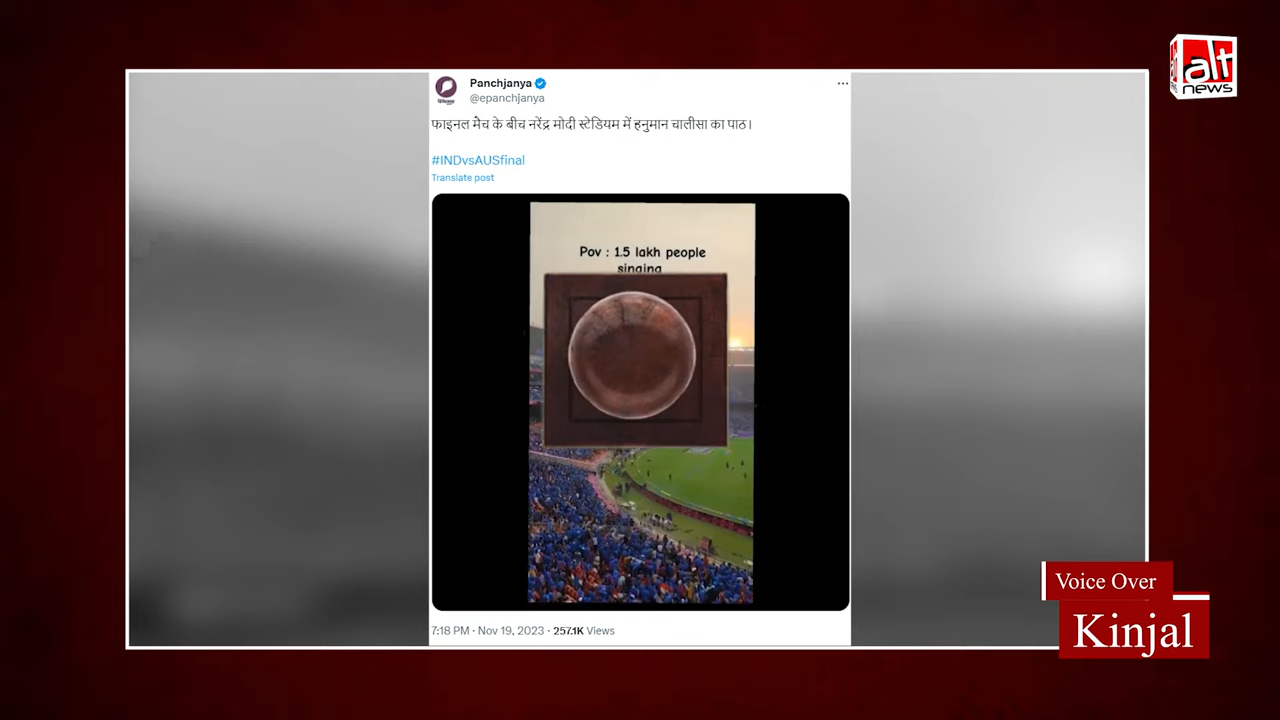 alt
news
Panchjanya
@epanchjanya
फाइनल मैच के बीच नरेंद्र मोदी स्टेडियम में हनुमान चालीसा का पाठ।
#INDvsAUSfinal
Translate post
Pov : 1.5 lakh people
singing
7:18 PM · Nov 19, 2023 · 257.1K Views
Voice Over
Kinjal